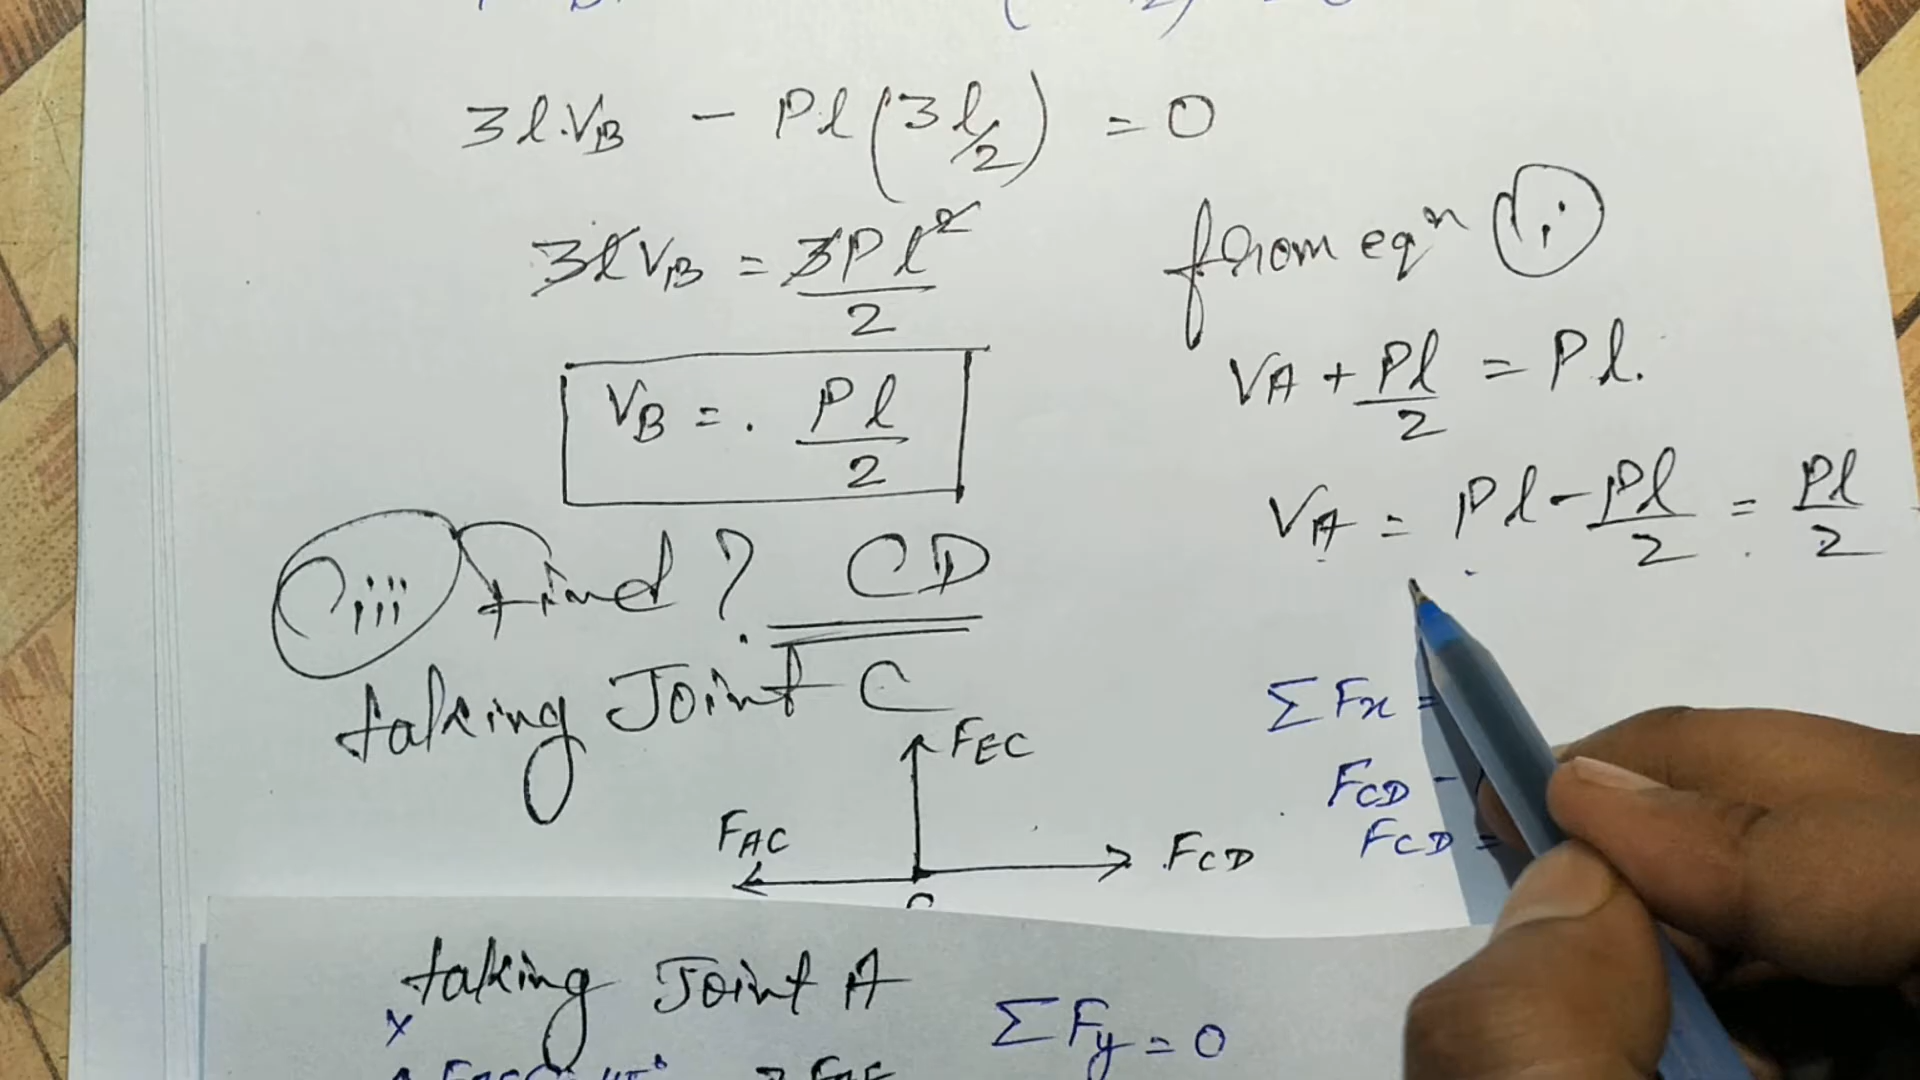 3l.VB - Pl(3l/2) = 0
3lVB = 3Pl²/2
VB = . Pl/2
from eqⁿ (i)
VA + Pl/2 = Pl.
VA = Pl - Pl/2 = Pl/2
(iii) Find? CD
taking Joint C
FEC
FAC
FCD
ΣFx =
FCD -
FCD =
taking Joint A
ΣFy = 0